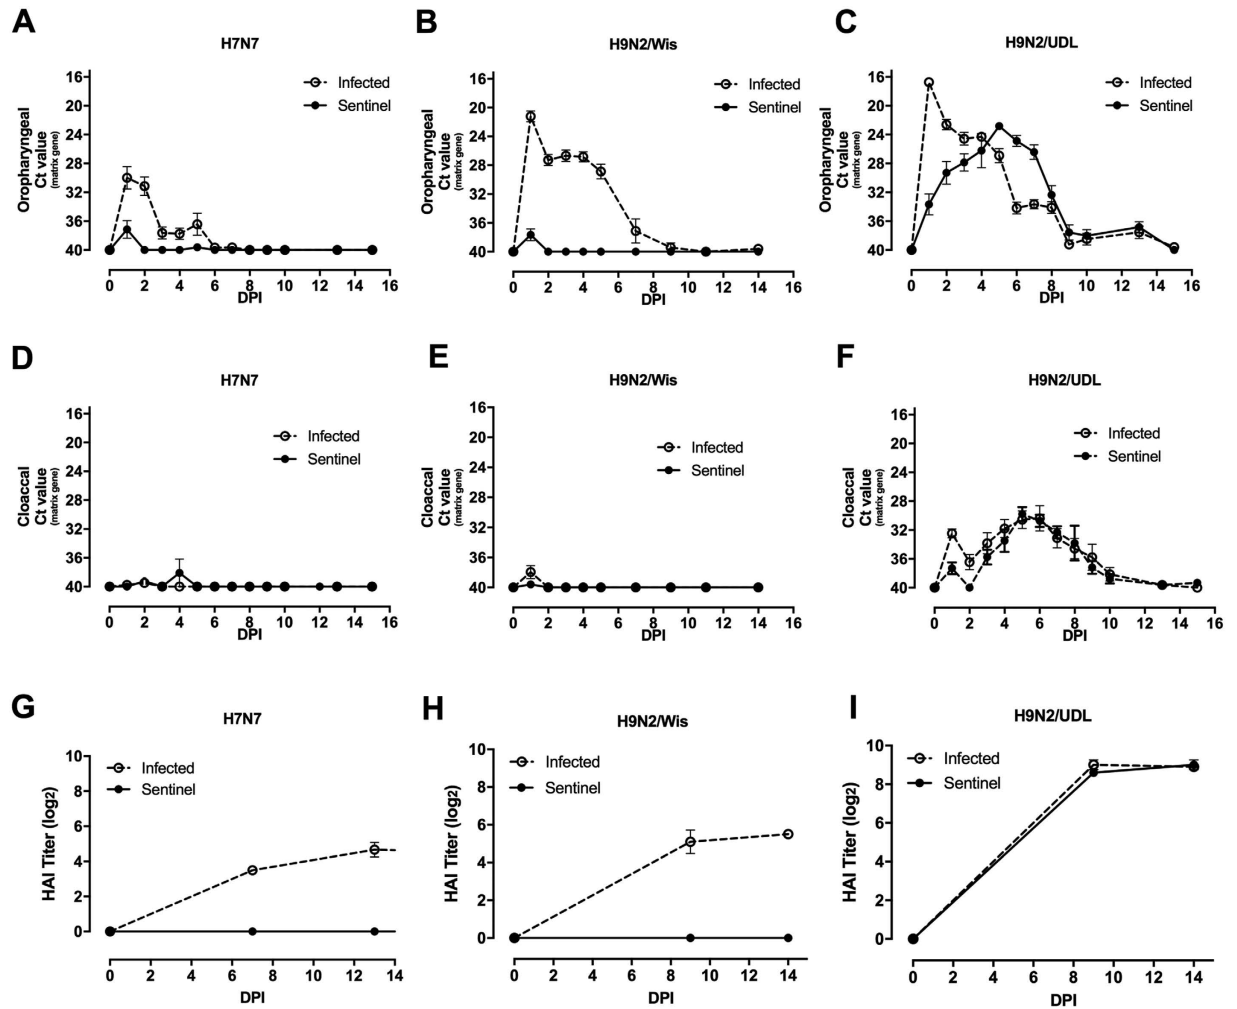 A
H7N7
16
20
24
28
32
36
40
Oropharyngeal
Ct value
(matrix gene)
Infected
Sentinel
0 2 4 6 8 10 12 14 16
DPI
B
H9N2/Wis
16
20
24
28
32
36
40
Oropharyngeal
Ct value
(matrix gene)
Infected
Sentinel
0 2 4 6 8 10 12 14 16
DPI
C
H9N2/UDL
16
20
24
28
32
36
40
Oropharyngeal
Ct value
(matrix gene)
Infected
Sentinel
0 2 4 6 8 10 12 14 16
DPI
D
H7N7
16
20
24
28
32
36
40
Cloaccal
Ct value
(matrix gene)
Infected
Sentinel
0 2 4 6 8 10 12 14 16
DPI
E
H9N2/Wis
16
20
24
28
32
36
40
Cloaccal
Ct value
(matrix gene)
Infected
Sentinel
0 2 4 6 8 10 12 14 16
DPI
F
H9N2/UDL
16
20
24
28
32
36
40
Cloaccal
Ct value
(matrix gene)
Infected
Sentinel
0 2 4 6 8 10 12 14 16
DPI
G
H7N7
10
8
6
4
2
0
HAI Titer (log2)
Infected
Sentinel
0 2 4 6 8 10 12 14
DPI
H
H9N2/Wis
10
8
6
4
2
0
HAI Titer (log2)
Infected
Sentinel
0 2 4 6 8 10 12 14
DPI
I
H9N2/UDL
10
8
6
4
2
0
HAI Titer (log2)
Infected
Sentinel
0 2 4 6 8 10 12 14
DPI